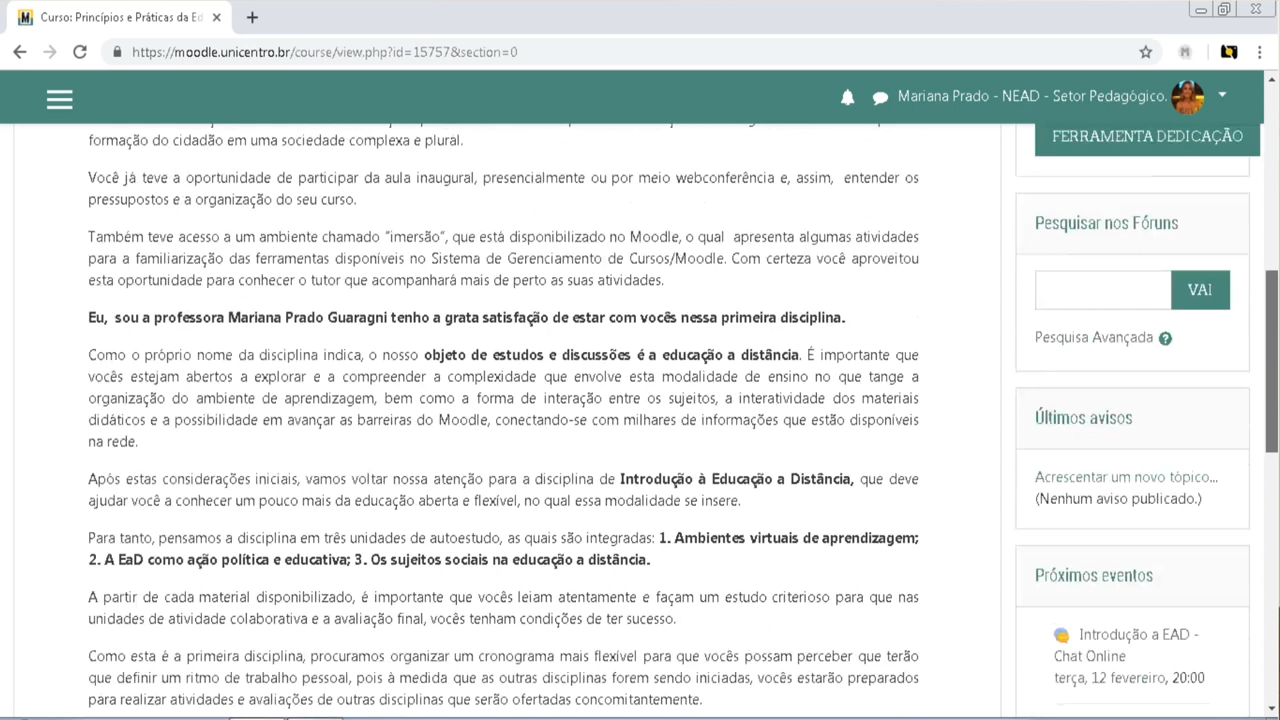 Curso: Princípios e Práticas da Ed
https://moodle.unicentro.br/course/view.php?id=15757&section=0
Mariana Prado - NEAD - Setor Pedagògico.
formação do cidadão em uma sociedade complexa e plural.
Você já teve a oportunidade de participar da aula inaugural, presencialmente ou por meio webconferência e, assim, entender os
pressupostos e a organização do seu curso.
Também teve acesso a um ambiente chamado "imersão", que está disponibilizado no Moodle, o qual apresenta algumas atividades
para a familiarização das ferramentas disponíveis no Sistema de Gerenciamento de Cursos/Moodle. Com certeza você aproveitou
esta oportunidade para conhecer o tutor que acompanhará mais de perto as suas atividades.
Eu, sou a professora Mariana Prado Guaragni tenho a grata satisfação de estar com vocês nessa primeira disciplina.
Como o próprio nome da disciplina indica, o nosso objeto de estudos e discussões é a educação a distância. É importante que
vocês estejam abertos a explorar e a compreender a complexidade que envolve esta modalidade de ensino no que tange a
organização do ambiente de aprendizagem, bem como a forma de interação entre os sujeitos, a interatividade dos materiais
didáticos e a possibilidade em avançar as barreiras do Moodle, conectando-se com milhares de informações que estão disponíveis
na rede.
Após estas considerações iniciais, vamos voltar nossa atenção para a disciplina de Introdução à Educação a Distância, que deve
ajudar você a conhecer um pouco mais da educação aberta e flexível, no qual essa modalidade se insere.
Para tanto, pensamos a disciplina em três unidades de autoestudo, as quais são integradas: 1. Ambientes virtuais de aprendizagem;
2. A EaD como ação política e educativa; 3. Os sujeitos sociais na educação a distância.
A partir de cada material disponibilizado, é importante que vocês leiam atentamente e façam um estudo criterioso para que nas
unidades de atividade colaborativa e a avaliação final, vocês tenham condições de ter sucesso.
Como esta é a primeira disciplina, procuramos organizar um cronograma mais flexível para que vocês possam perceber que terão
que definir um ritmo de trabalho pessoal, pois à medida que as outras disciplinas forem sendo iniciadas, vocês estarão preparados
para realizar atividades e avaliações de outras disciplinas que serão ofertadas concomitantemente.
FERRAMENTA DEDICAÇÃO
Pesquisar nos Fóruns
VAI
Pesquisa Avançada
Últimos avisos
Acrescentar um novo tópico...
(Nenhum aviso publicado.)
Próximos eventos
Introdução a EAD -
Chat Online
terça, 12 fevereiro, 20:00